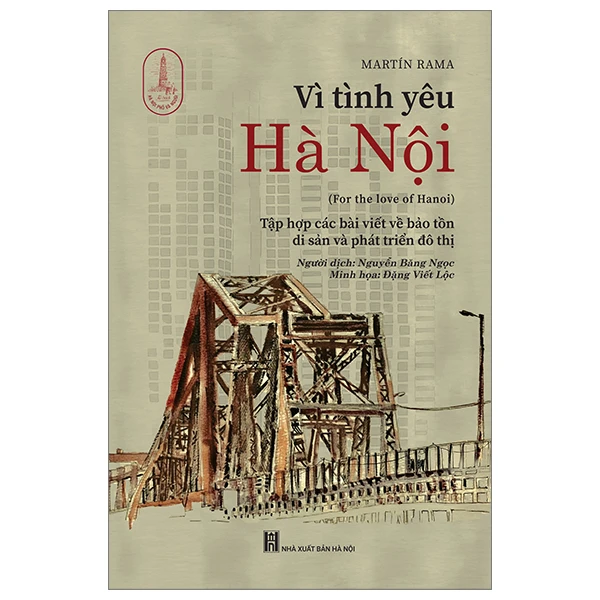 MARTÍN RAMA
Vì tình yêu
Hà Nội
(For the love of Hanoi)
Tập hợp các bài viết về bảo tồn
di sản và phát triển đô thị
Người dịch: Nguyễn Băng Ngọc
Minh họa: Đặng Viết Lộc
NHÀ XUẤT BẢN HÀ NỘI